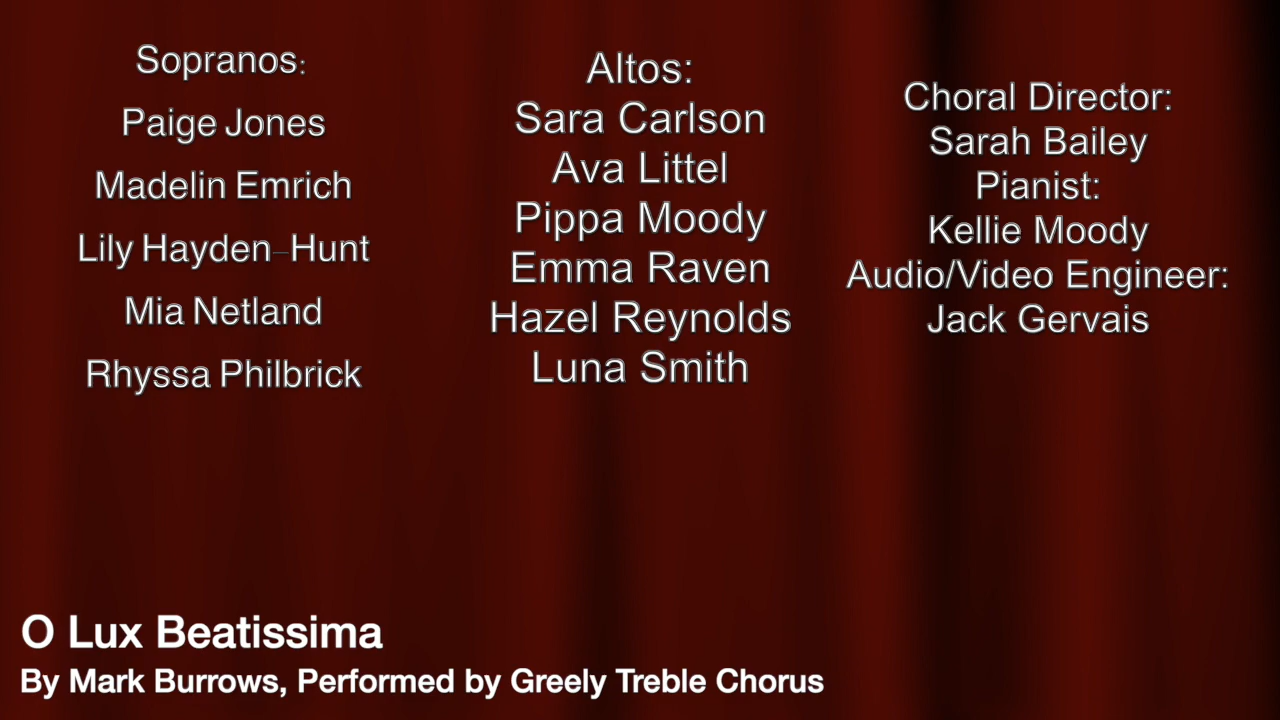 Sopranos:
Paige Jones
Madelin Emrich
Lily Hayden-Hunt
Mia Netland
Rhyssa Philbrick
Altos:
Sara Carlson
Ava Littel
Pippa Moody
Emma Raven
Hazel Reynolds
Luna Smith
Choral Director:
Sarah Bailey
Pianist:
Kellie Moody
Audio/Video Engineer:
Jack Gervais
O Lux Beatissima
By Mark Burrows, Performed by Greely Treble Chorus